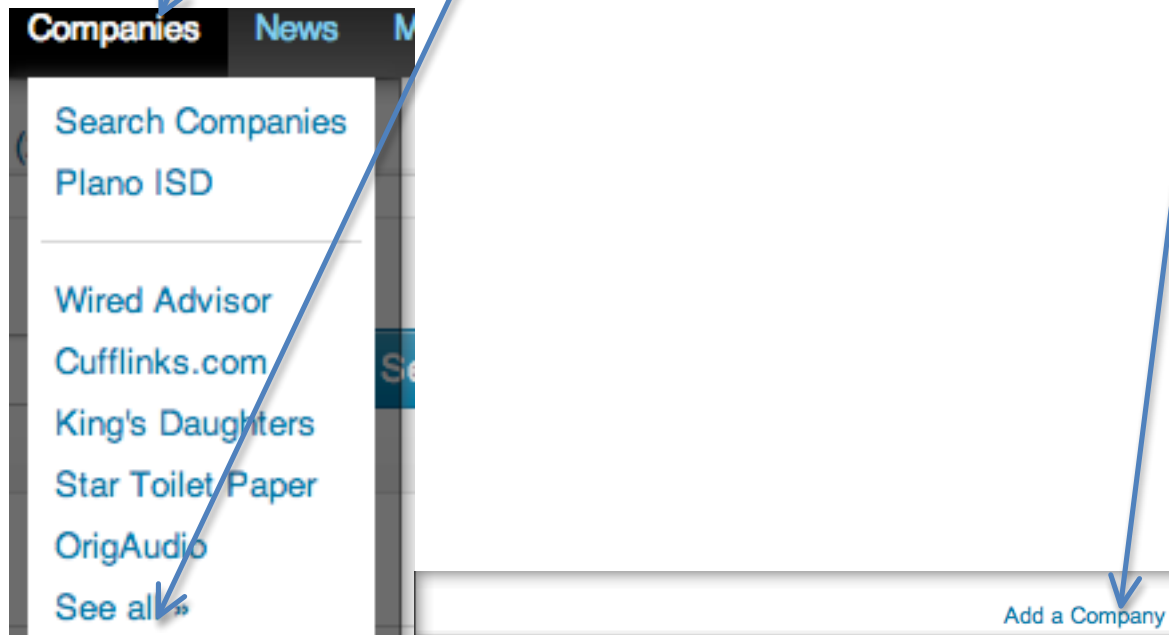 Companies News M
Search Companies
(
Plano ISD
Wired Advisor
Cufflinks.com
Se
King's Daughters
Star Toilet Paper
OrigAudio
See all »
Add a Company